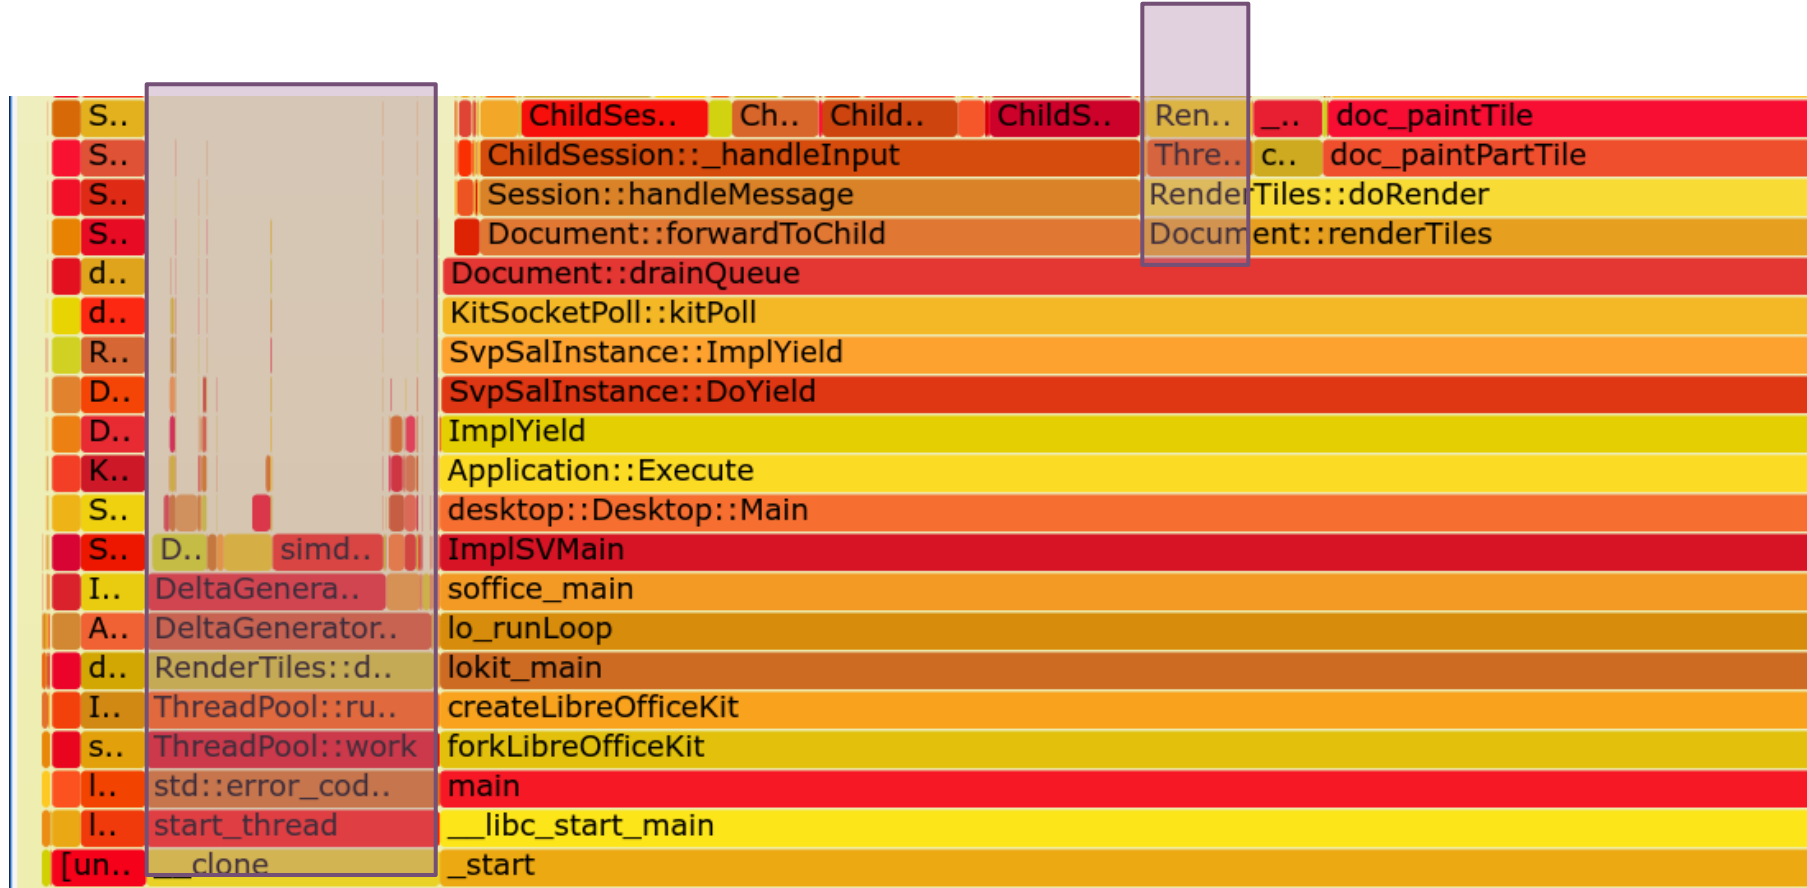 S.. ChildSes.. Ch.. Child.. ChildS.. Ren.. _.. doc_paintTile
S.. ChildSession::_handleInput Thre.. c.. doc_paintPartTile
S.. Session::handleMessage RenderTiles::doRender
S.. Document::forwardToChild Document::renderTiles
d.. Document::drainQueue
d.. KitSocketPoll::kitPoll
R.. SvpSalInstance::ImplYield
D.. SvpSalInstance::DoYield
D.. ImplYield
K.. Application::Execute
S.. desktop::Desktop::Main
S.. D.. simd.. ImplSVMain
I.. DeltaGenera.. soffice_main
A.. DeltaGenerator.. lo_runLoop
d.. RenderTiles::d.. lokit_main
I.. ThreadPool::ru.. createLibreOfficeKit
s.. ThreadPool::work forkLibreOfficeKit
l.. std::error_cod.. main
l.. start_thread __libc_start_main
[un.. __clone _start